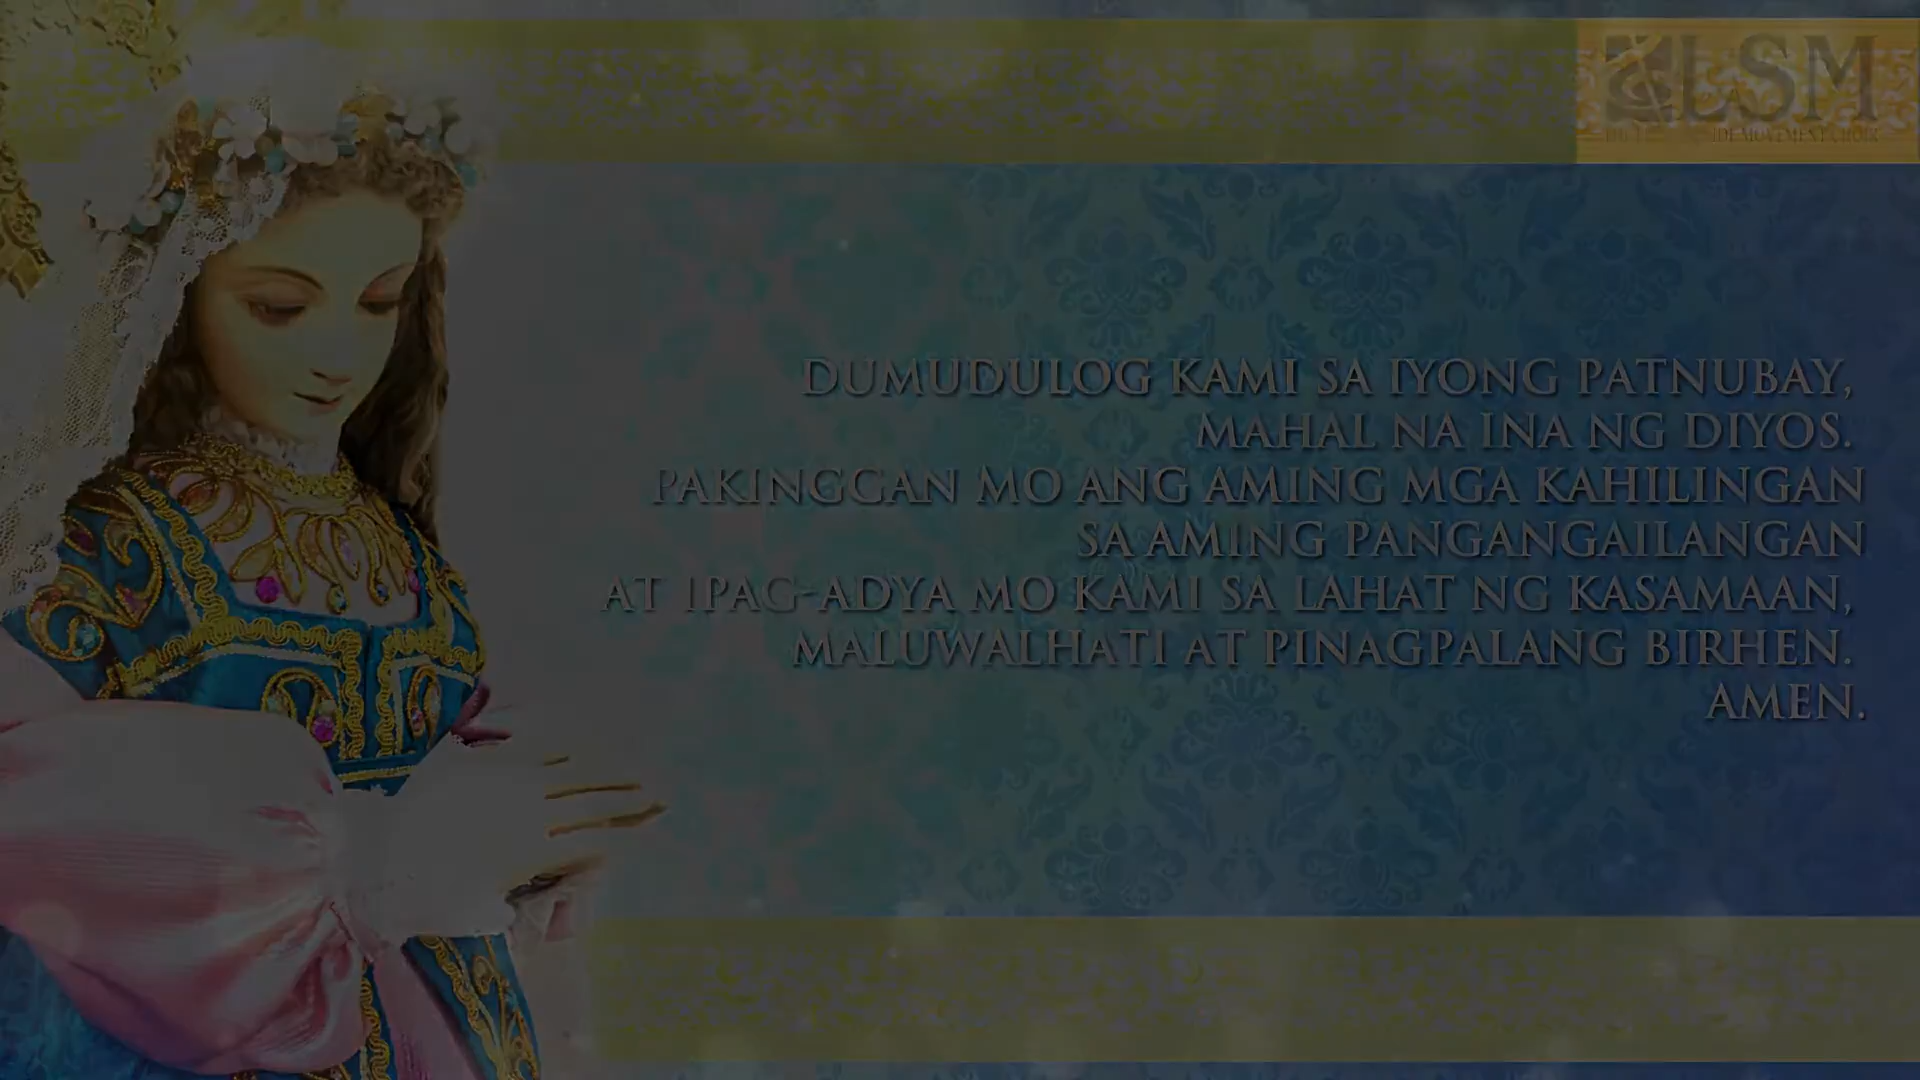 LSM
DUMUDULOG KAMI SA IYONG PATNUBAY,
MAHAL NA INA NG DIYOS.
PAKINGGAN MO ANG AMING MGA KAHILINGAN
SA AMING PANGANGAILANGAN
AT IPAG-ADYA MO KAMI SA LAHAT NG KASAMAAN,
MALUWALHATI AT PINAGPALANG BIRHEN.
AMEN.